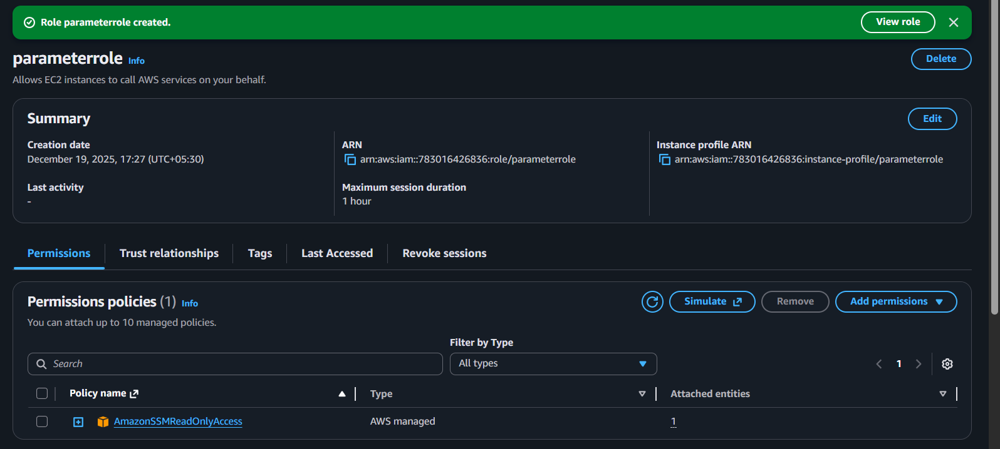 Role parameterrole created.
View role
parameterrole Info
Delete
Allows EC2 instances to call AWS services on your behalf.
Summary
Edit
Creation date
December 19, 2025, 17:27 (UTC+05:30)
ARN
arn:aws:iam::783016426836:role/parameterrole
Instance profile ARN
arn:aws:iam::783016426836:instance-profile/parameterrole
Last activity
-
Maximum session duration
1 hour
Permissions
Trust relationships
Tags
Last Accessed
Revoke sessions
Permissions policies (1) Info
Simulate
Remove
Add permissions
You can attach up to 10 managed policies.
Filter by Type
Search
All types
1
Policy name
Type
Attached entities
AmazonSSMReadOnlyAccess
AWS managed
1